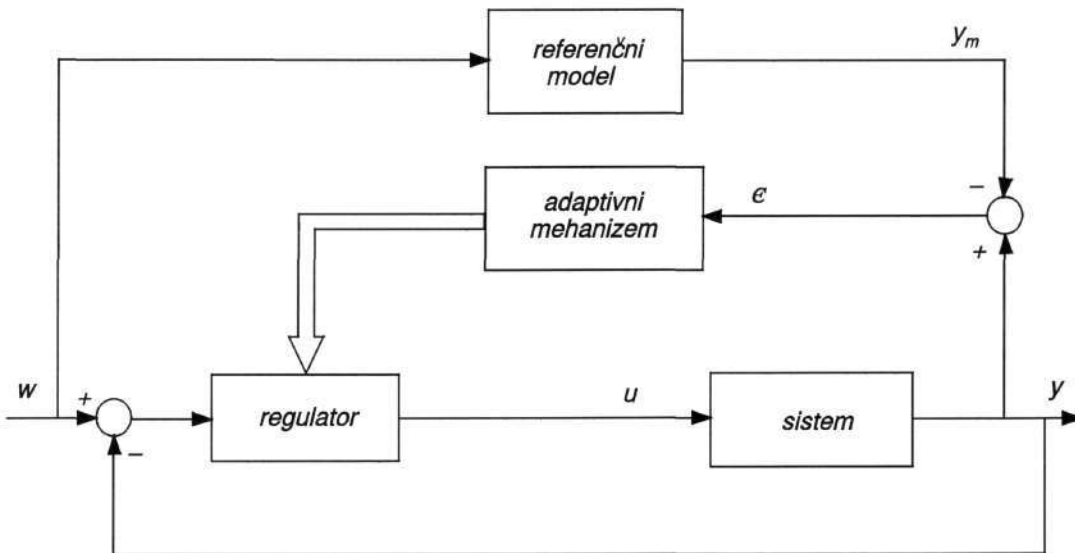 referenčni
model
y_m
adaptivni
mehanizem
ϵ
−
+
w
+
−
regulator
u
sistem
y